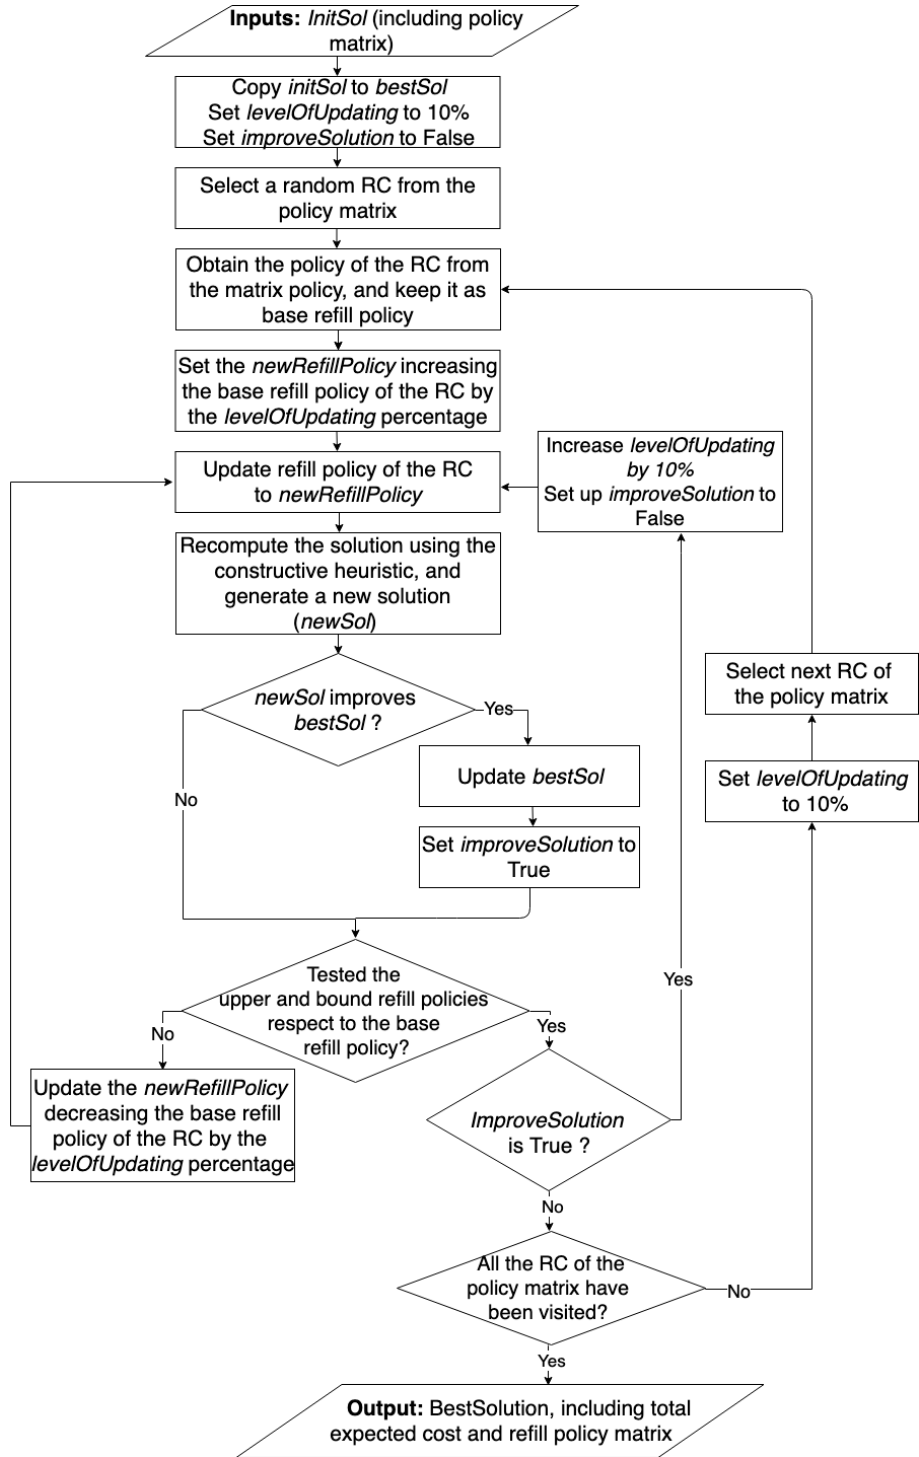 Inputs: InitSol (including policy
matrix)
Copy initSol to bestSol
Set levelOfUpdating to 10%
Set improveSolution to False
Select a random RC from the
policy matrix
Obtain the policy of the RC from
the matrix policy, and keep it as
base refill policy
Set the newRefillPolicy increasing
the base refill policy of the RC by
the levelOfUpdating percentage
Update refill policy of the RC
to newRefillPolicy
Increase levelOfUpdating
by 10%
Set up improveSolution to
False
Recompute the solution using the
constructive heuristic, and
generate a new solution
(newSol)
newSol improves
bestSol ?
Yes
No
Update bestSol
Set improveSolution to
True
Select next RC of
the policy matrix
Set levelOfUpdating
to 10%
Tested the
upper and bound refill policies
respect to the base
refill policy?
No
Yes
Yes
Update the newRefillPolicy
decreasing the base refill
policy of the RC by the
levelOfUpdating percentage
ImproveSolution
is True ?
No
All the RC of the
policy matrix have
been visited?
No
Yes
Output: BestSolution, including total
expected cost and refill policy matrix